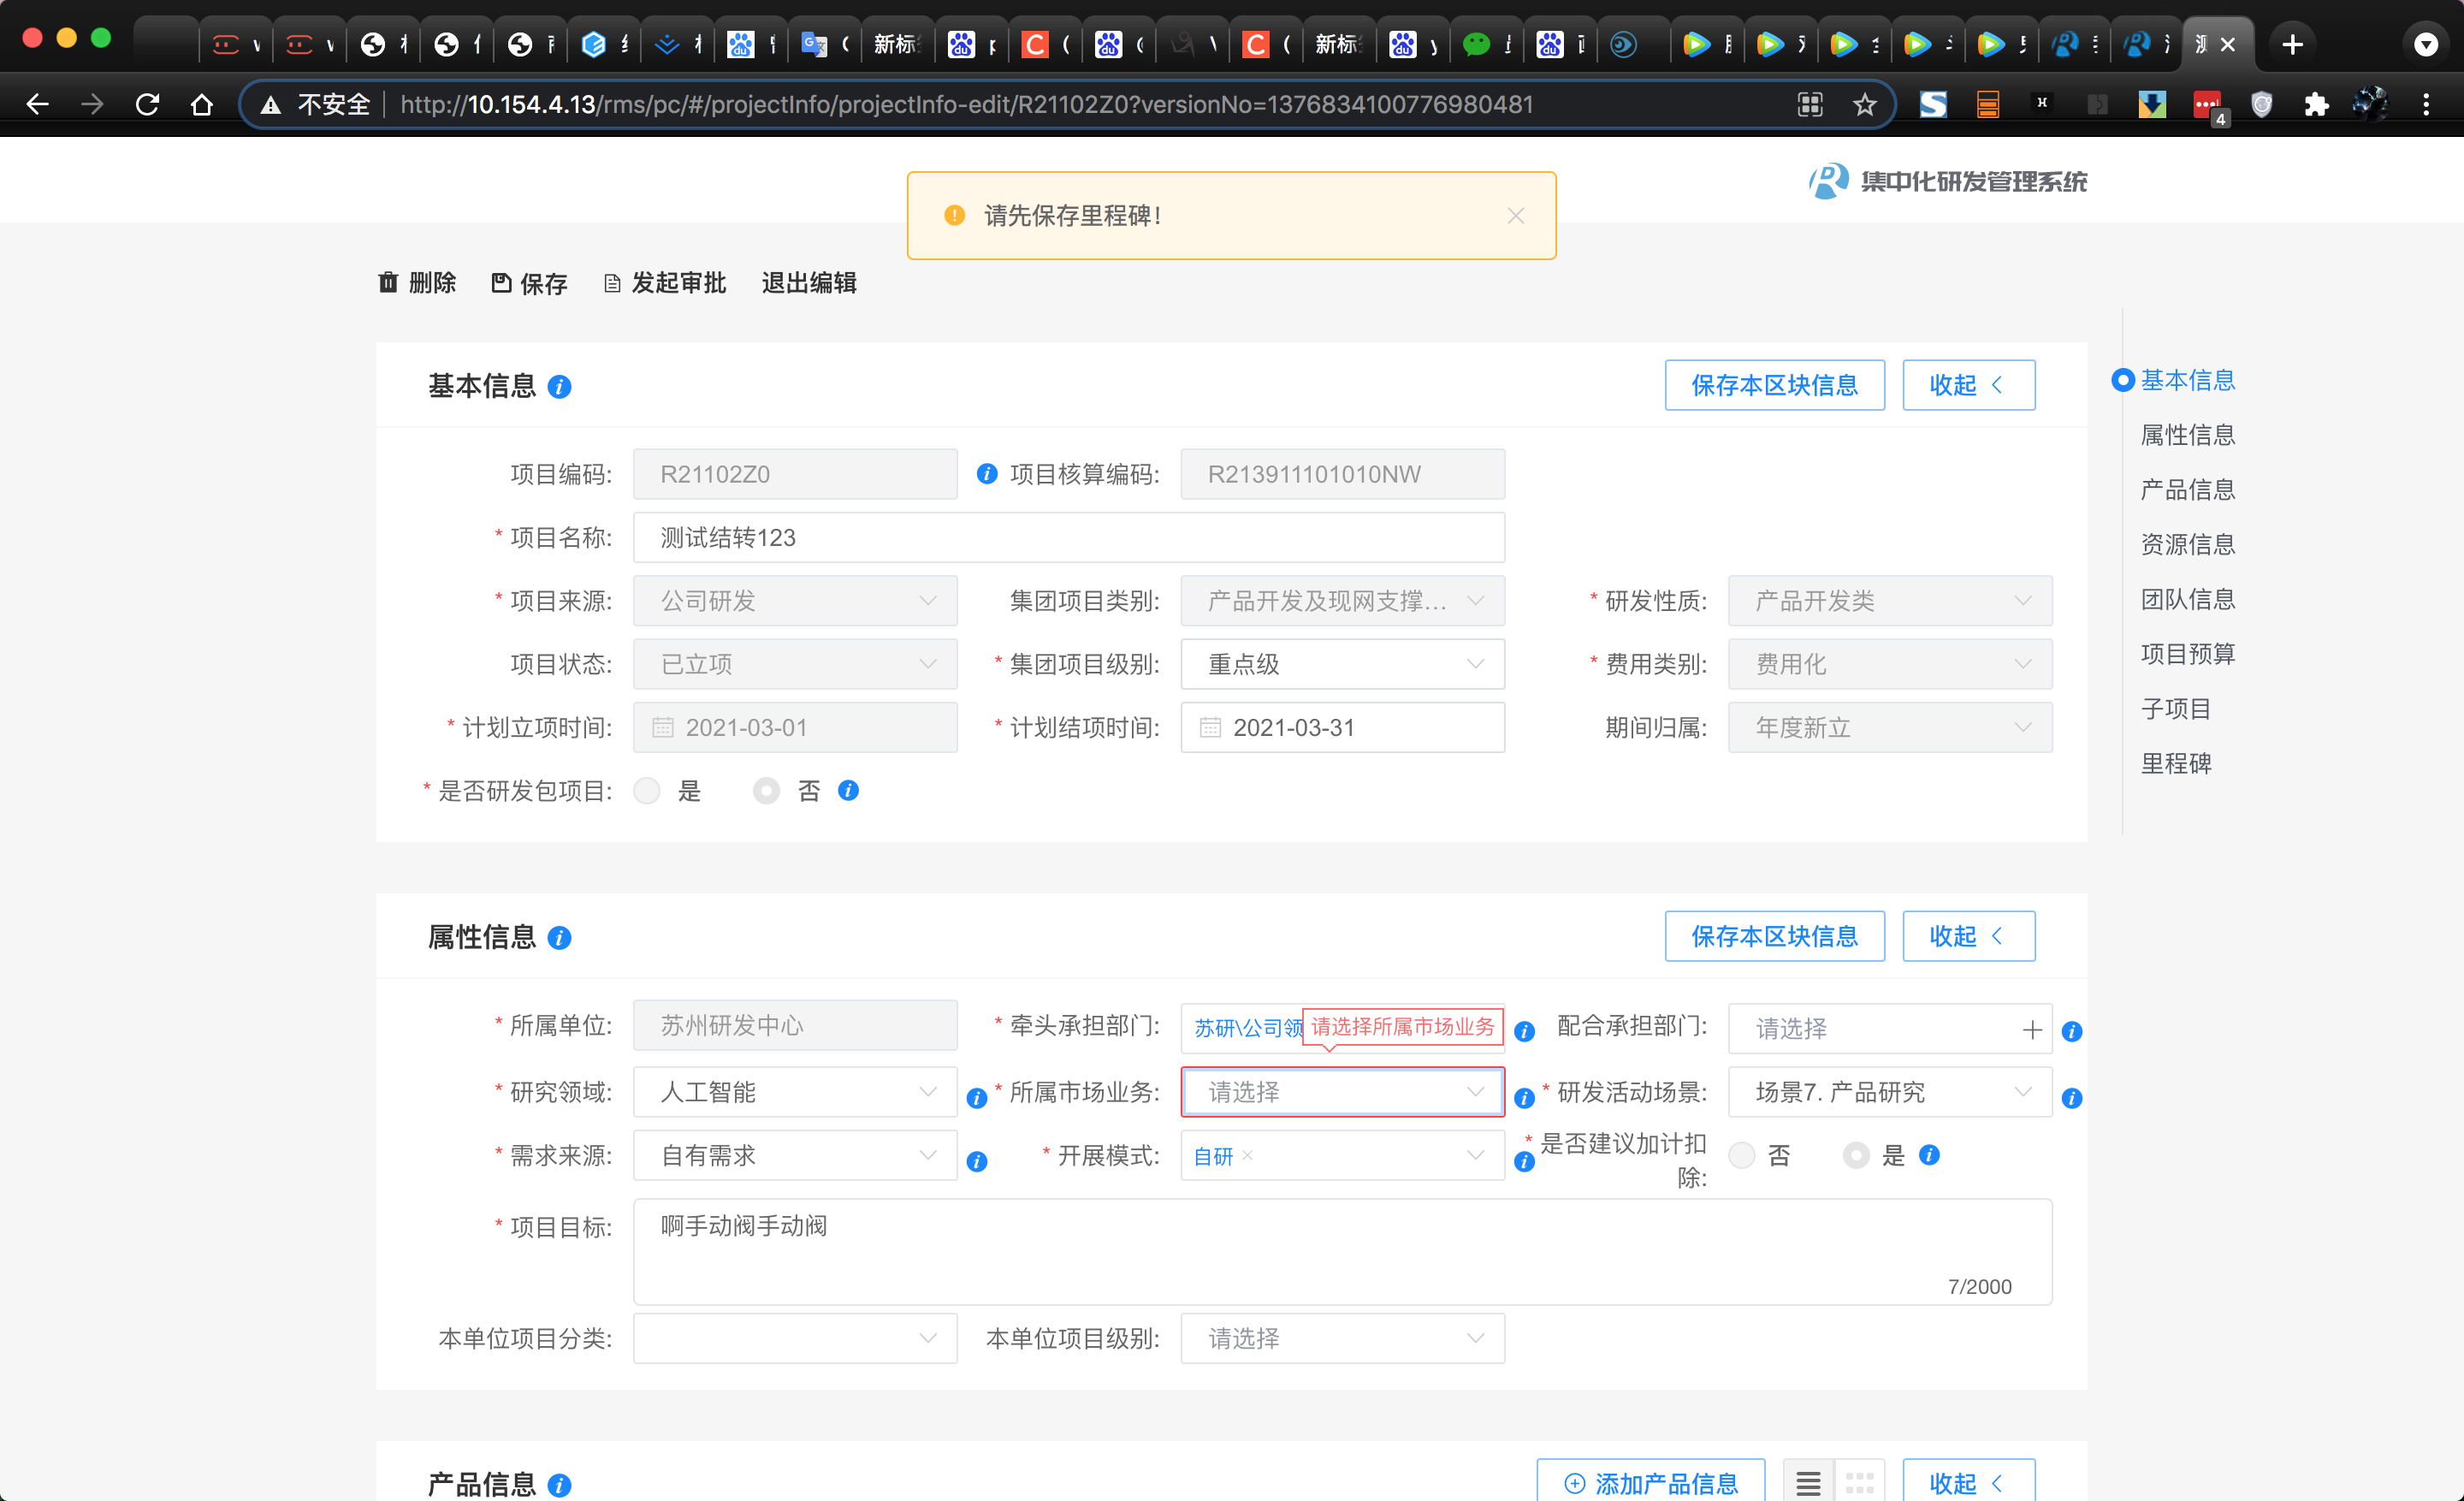 新标
新标
不安全
http://10.154.4.13/rms/pc/#/projectInfo/projectInfo-edit/R21102Z0?versionNo=1376834100776980481
4
请先保存里程碑！
集中化研发管理系统
删除 保存 发起审批 退出编辑
基本信息 保存本区块信息 收起
项目编码: R21102Z0 项目核算编码: R213911101010NW
* 项目名称: 测试结转123
* 项目来源: 公司研发 集团项目类别: 产品开发及现网支撑... * 研发性质: 产品开发类
项目状态: 已立项 * 集团项目级别: 重点级 * 费用类别: 费用化
* 计划立项时间: 2021-03-01 * 计划结项时间: 2021-03-31 期间归属: 年度新立
* 是否研发包项目: 是 否
基本信息
属性信息
产品信息
资源信息
团队信息
项目预算
子项目
里程碑
属性信息 保存本区块信息 收起
* 所属单位: 苏州研发中心 * 牵头承担部门: 苏研\公司领 请选择所属市场业务 配合承担部门: 请选择
* 研究领域: 人工智能 * 所属市场业务: 请选择 * 研发活动场景: 场景7. 产品研究
* 需求来源: 自有需求 * 开展模式: 自研 * 是否建议加计扣
除: 否 是
* 项目目标: 啊手动阀手动阀
7/2000
本单位项目分类: 本单位项目级别: 请选择
产品信息 添加产品信息 收起